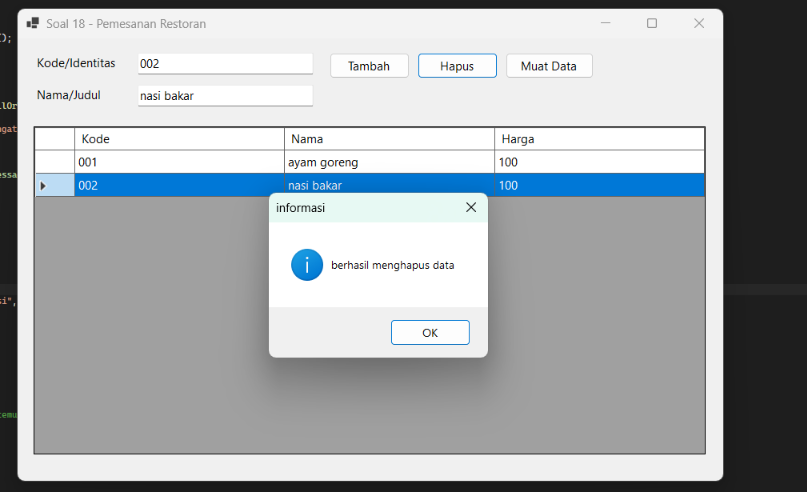 Soal 18 - Pemesanan Restoran
();
Kode/Identitas 002 Tambah Hapus Muat Data
Nama/Judul nasi bakar
Kode Nama Harga
001 ayam goreng 100
002 nasi bakar 100
informasi
berhasil menghapus data
OK